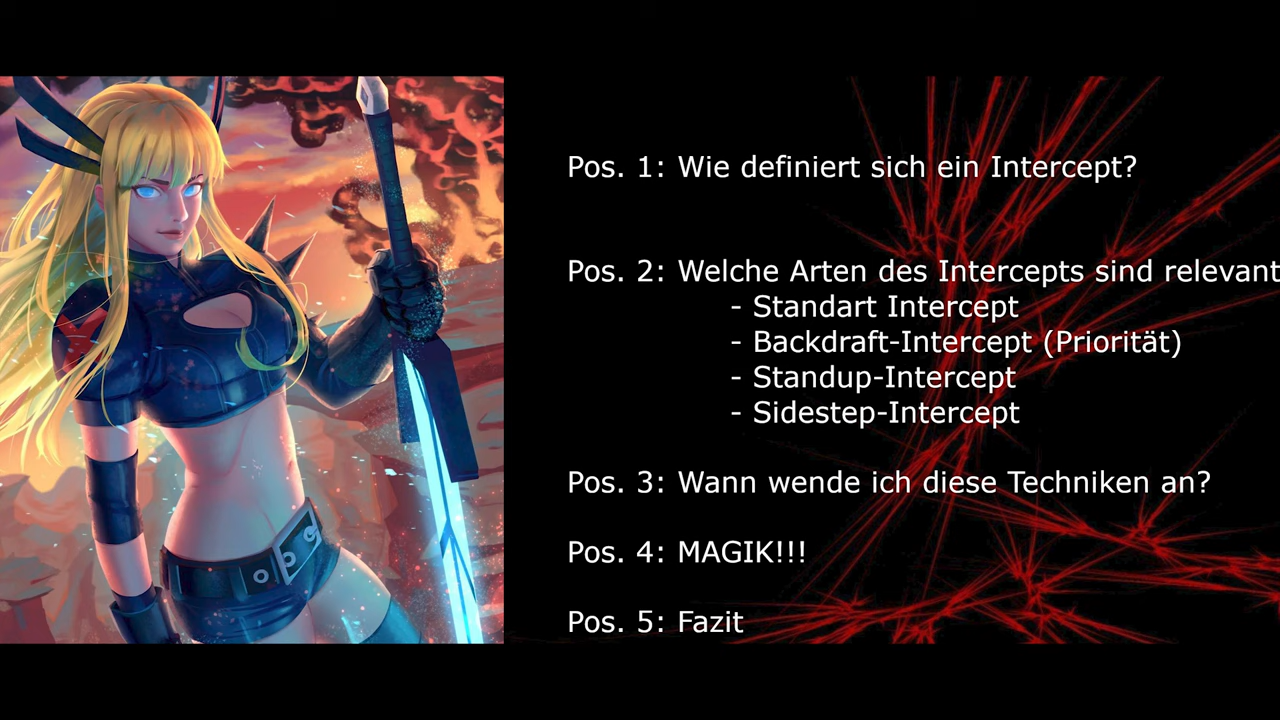 Pos. 1: Wie definiert sich ein Intercept?
Pos. 2: Welche Arten des Intercepts sind relevant
- Standart Intercept
- Backdraft-Intercept (Priorität)
- Standup-Intercept
- Sidestep-Intercept
Pos. 3: Wann wende ich diese Techniken an?
Pos. 4: MAGIK!!!
Pos. 5: Fazit